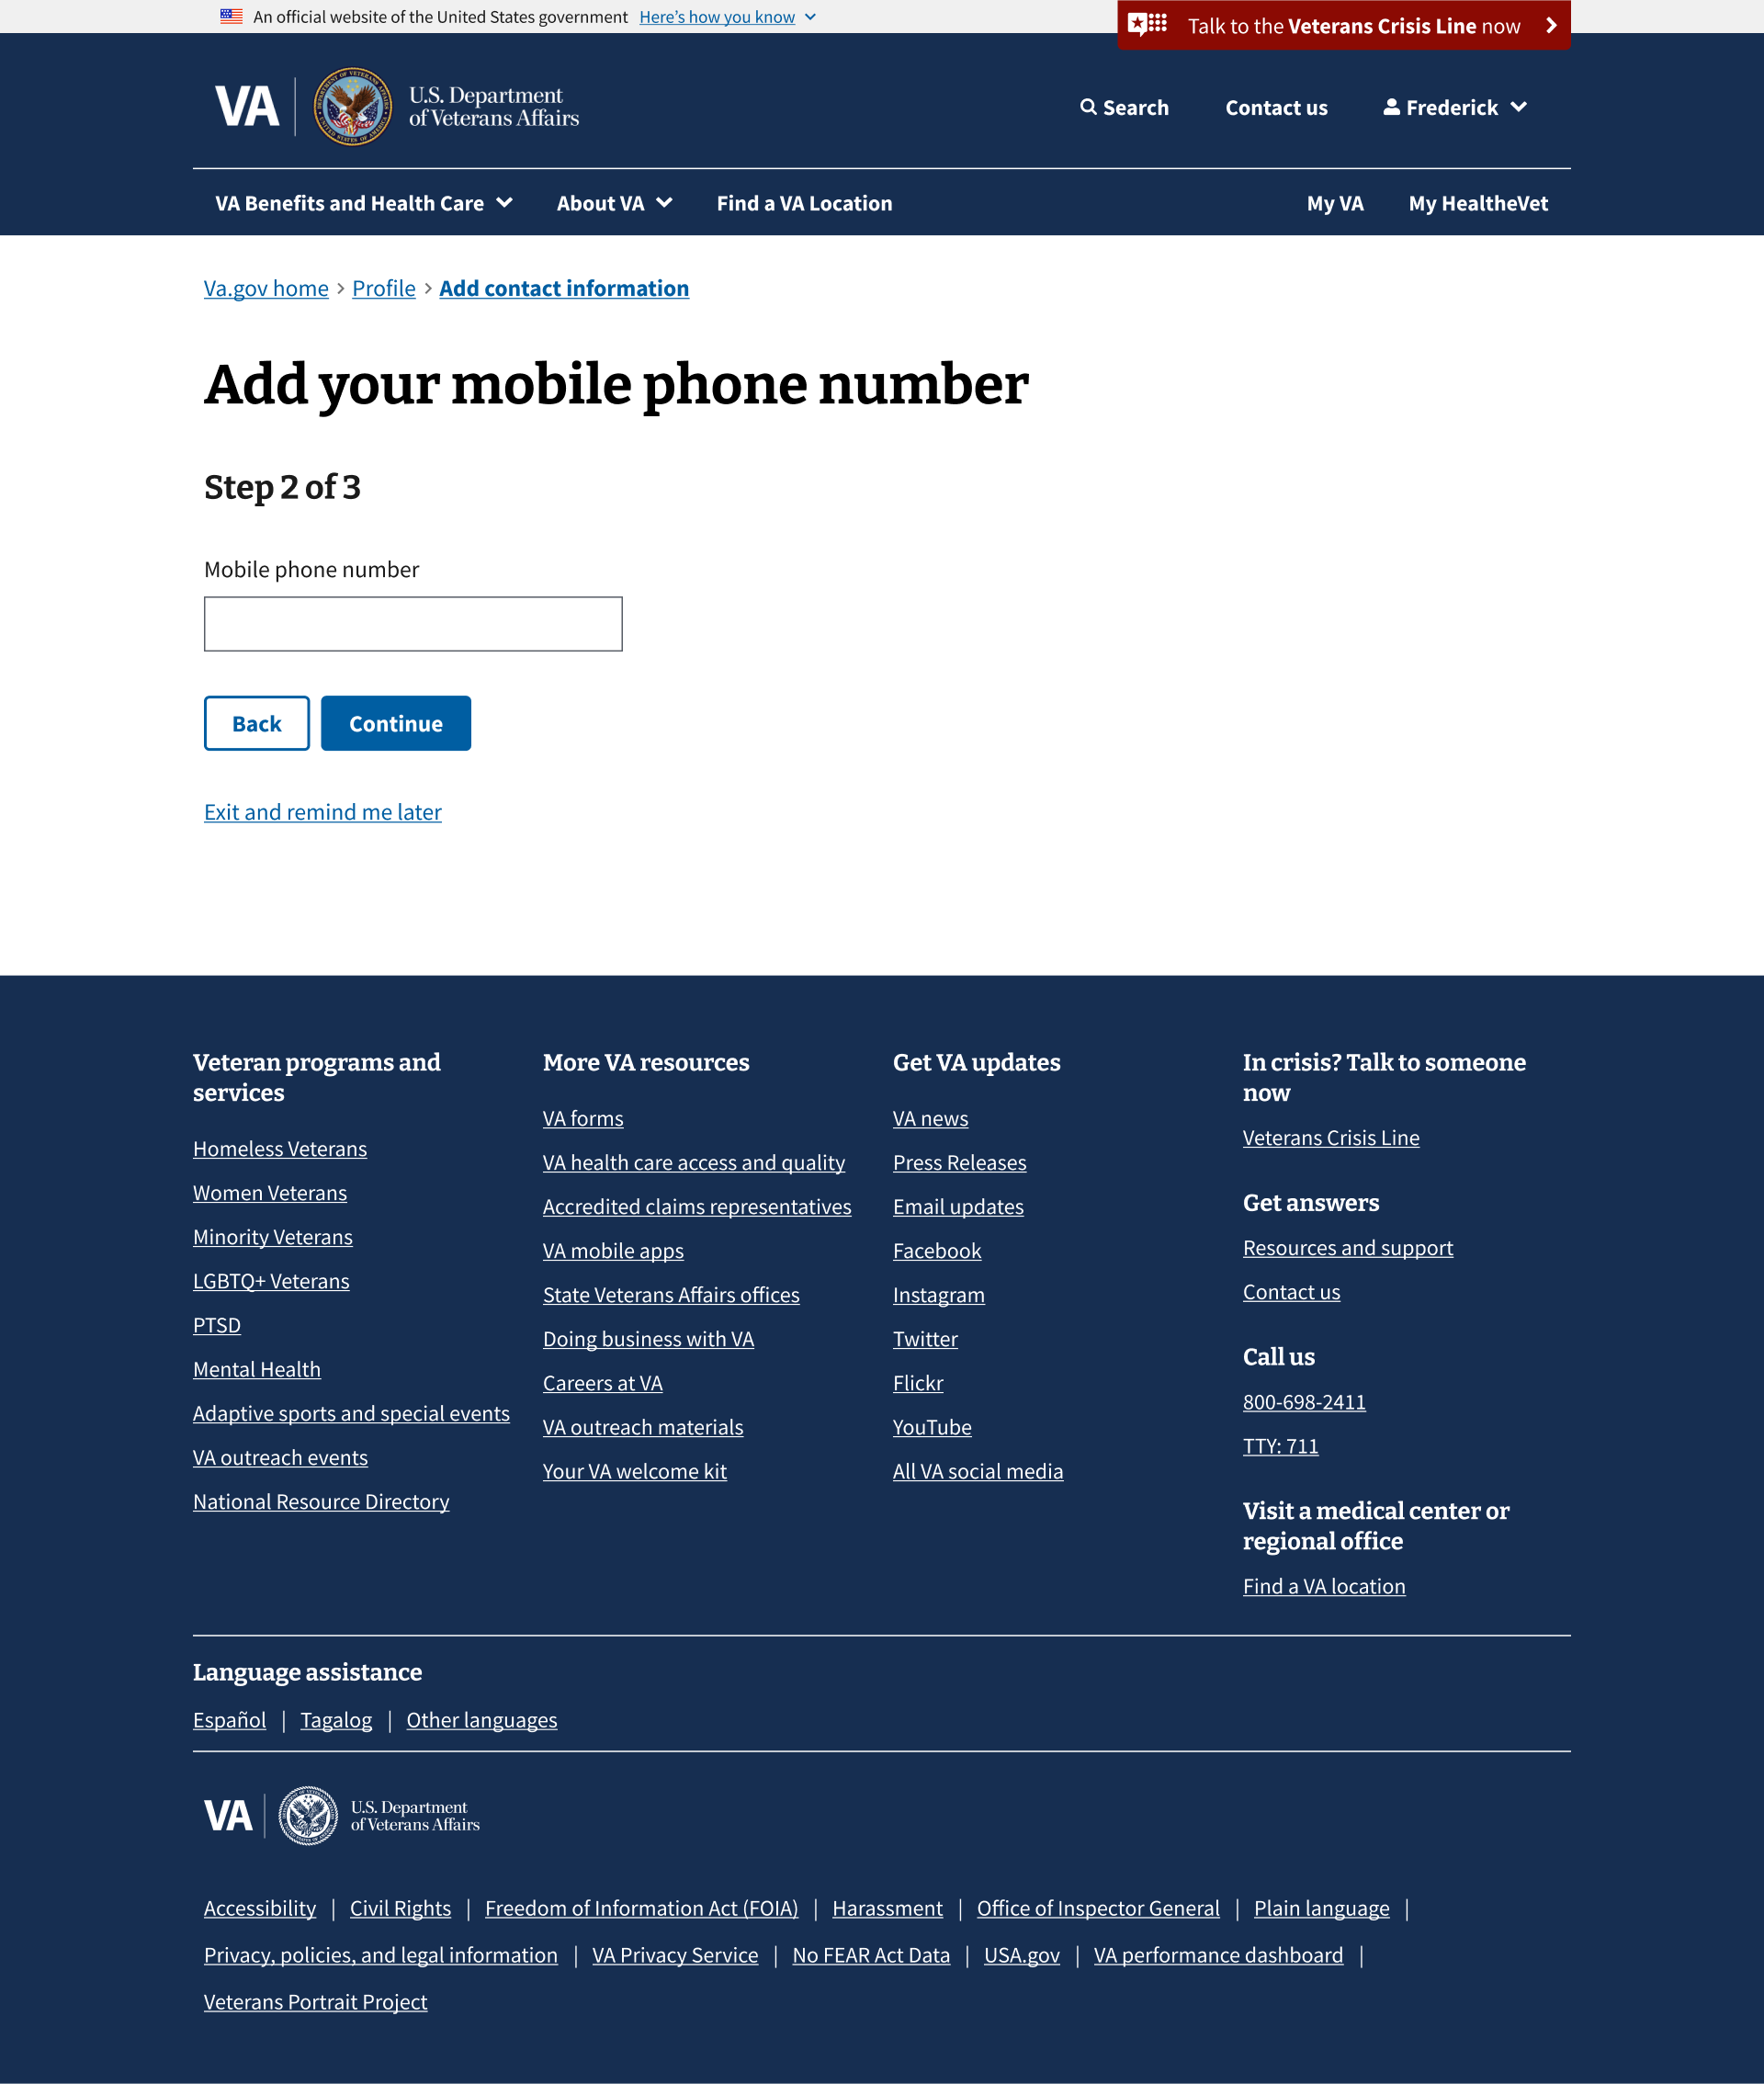 An official website of the United States government Here's how you know
Talk to the Veterans Crisis Line now
VA
U.S. Department
of Veterans Affairs
Search
Contact us
Frederick
VA Benefits and Health Care
About VA
Find a VA Location
My VA
My HealtheVet
Va.gov home
Profile
Add contact information
Add your mobile phone number
Step 2 of 3
Mobile phone number
Back
Continue
Exit and remind me later
Veteran programs and
services
Homeless Veterans
Women Veterans
Minority Veterans
LGBTQ+ Veterans
PTSD
Mental Health
Adaptive sports and special events
VA outreach events
National Resource Directory
More VA resources
VA forms
VA health care access and quality
Accredited claims representatives
VA mobile apps
State Veterans Affairs offices
Doing business with VA
Careers at VA
VA outreach materials
Your VA welcome kit
Get VA updates
VA news
Press Releases
Email updates
Facebook
Instagram
Twitter
Flickr
YouTube
All VA social media
In crisis? Talk to someone
now
Veterans Crisis Line
Get answers
Resources and support
Contact us
Call us
800-698-2411
TTY: 711
Visit a medical center or
regional office
Find a VA location
Language assistance
Español | Tagalog | Other languages
VA
U.S. Department
of Veterans Affairs
Accessibility | Civil Rights | Freedom of Information Act (FOIA) | Harassment | Office of Inspector General | Plain language |
Privacy, policies, and legal information | VA Privacy Service | No FEAR Act Data | USA.gov | VA performance dashboard |
Veterans Portrait Project